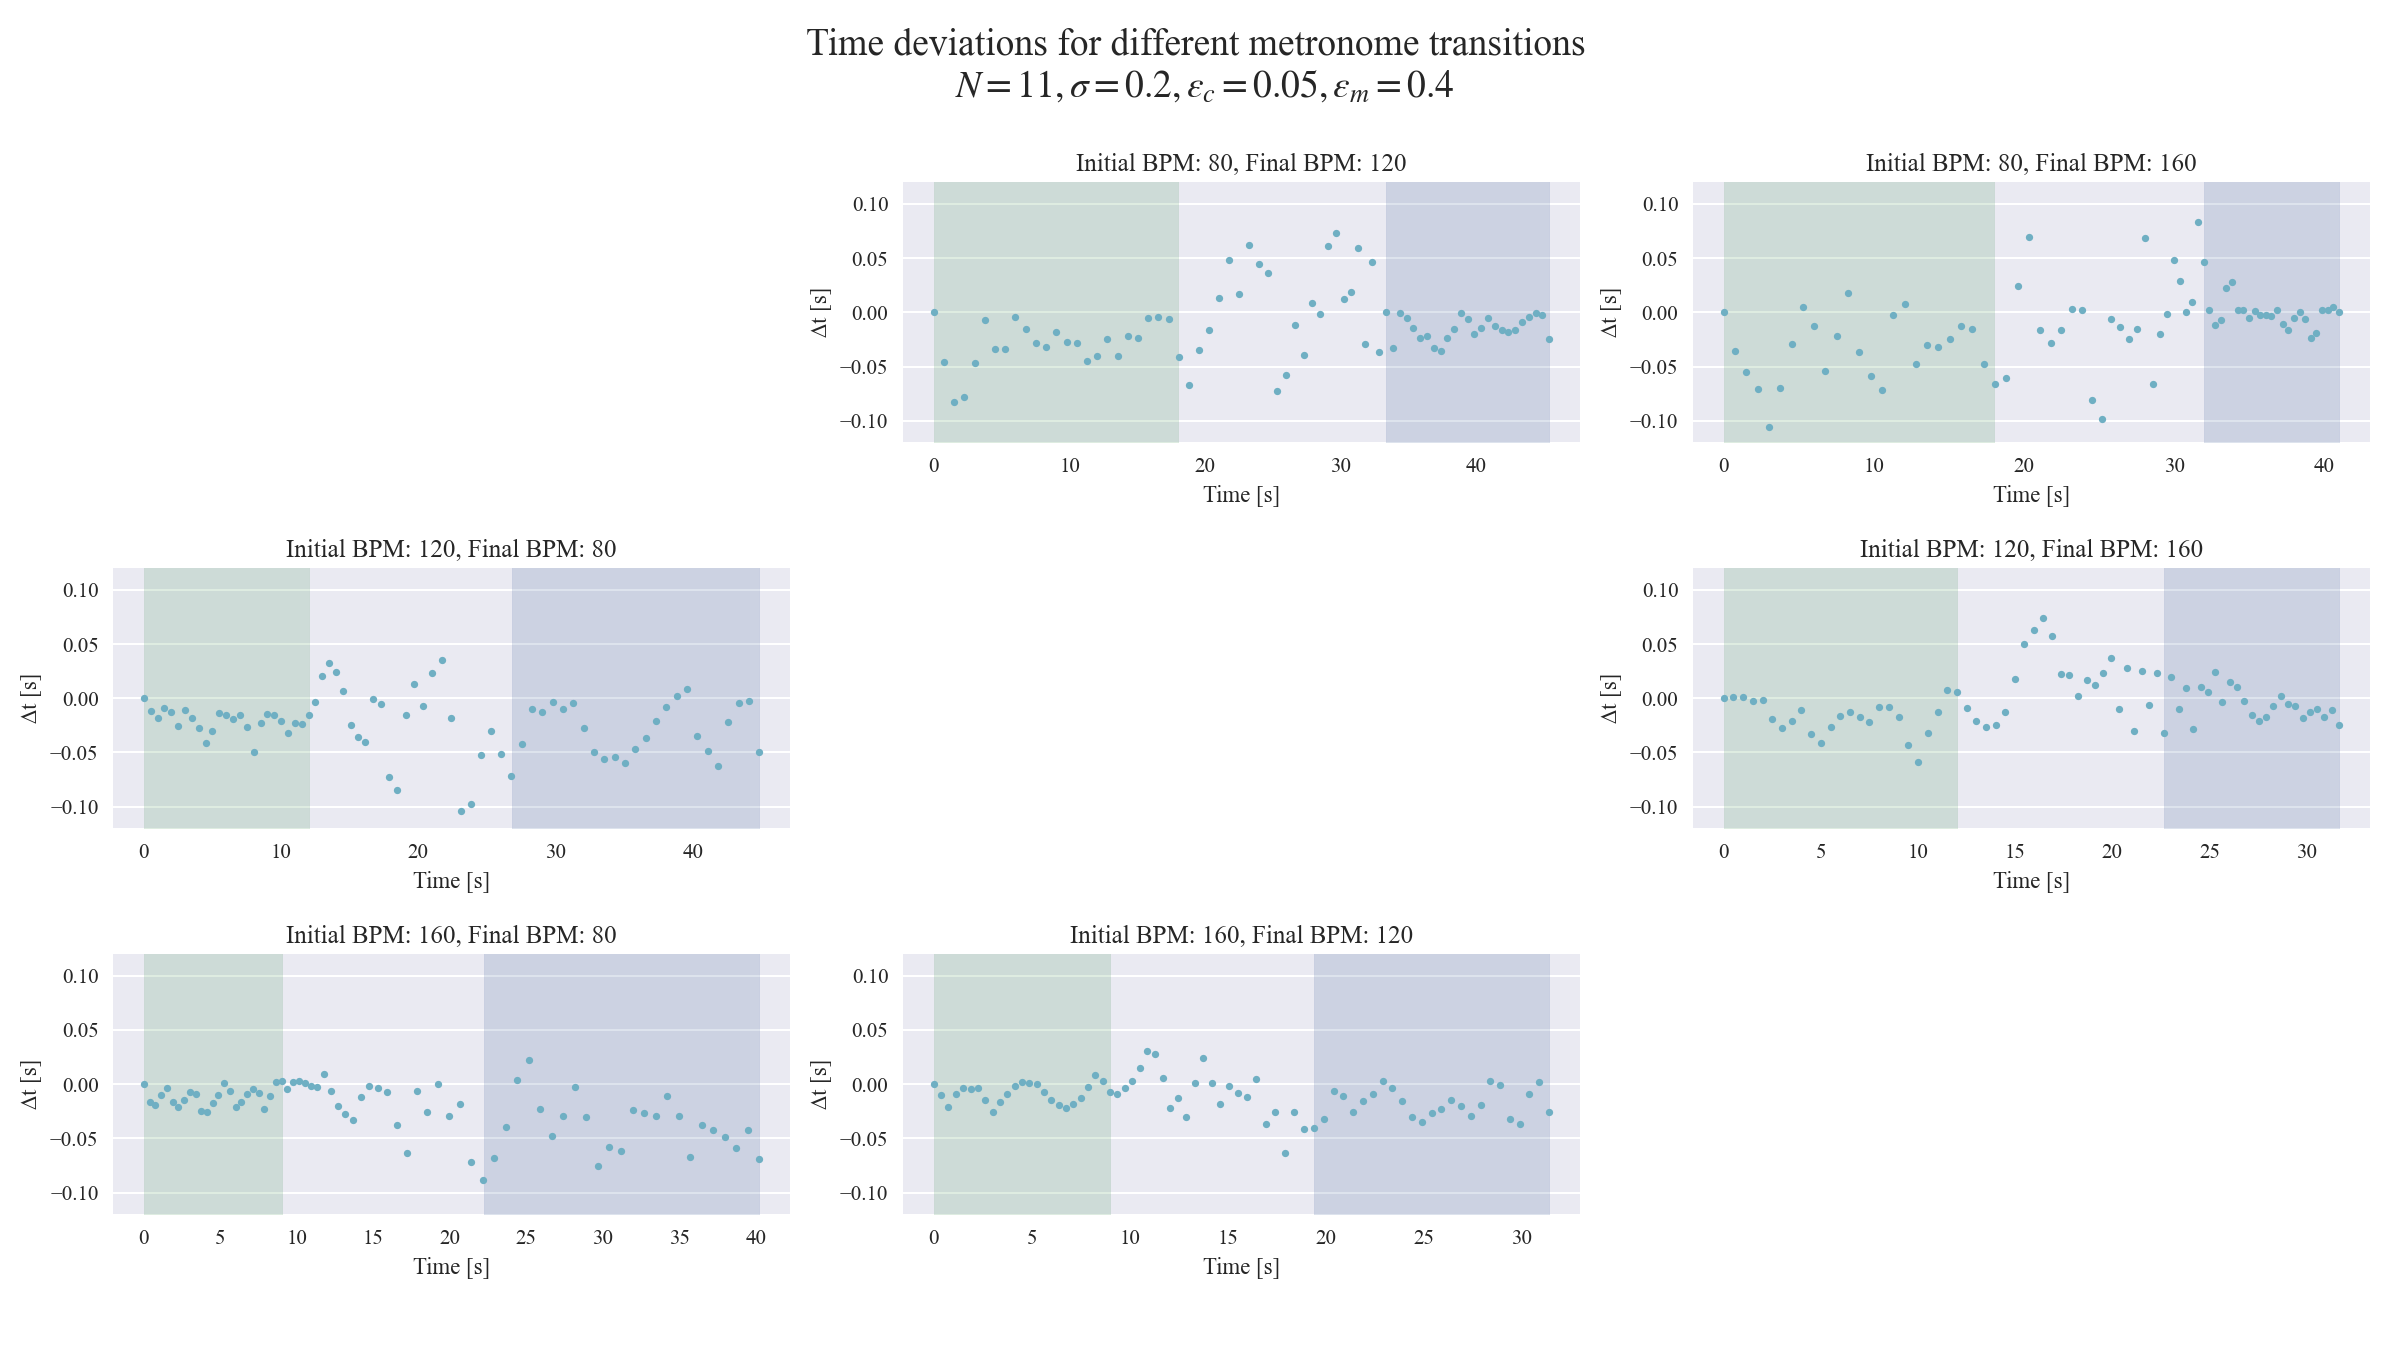 Time deviations for different metronome transitions
N = 11, σ = 0.2, ε_c = 0.05, ε_m = 0.4
Initial BPM: 80, Final BPM: 120
0.10
0.05
0.00
−0.05
−0.10
Δt [s]
0 10 20 30 40
Time [s]
Initial BPM: 80, Final BPM: 160
0.10
0.05
0.00
−0.05
−0.10
Δt [s]
0 10 20 30 40
Time [s]
Initial BPM: 120, Final BPM: 80
0.10
0.05
0.00
−0.05
−0.10
Δt [s]
0 10 20 30 40
Time [s]
Initial BPM: 120, Final BPM: 160
0.10
0.05
0.00
−0.05
−0.10
Δt [s]
0 5 10 15 20 25 30
Time [s]
Initial BPM: 160, Final BPM: 80
0.10
0.05
0.00
−0.05
−0.10
Δt [s]
0 5 10 15 20 25 30 35 40
Time [s]
Initial BPM: 160, Final BPM: 120
0.10
0.05
0.00
−0.05
−0.10
Δt [s]
0 5 10 15 20 25 30
Time [s]